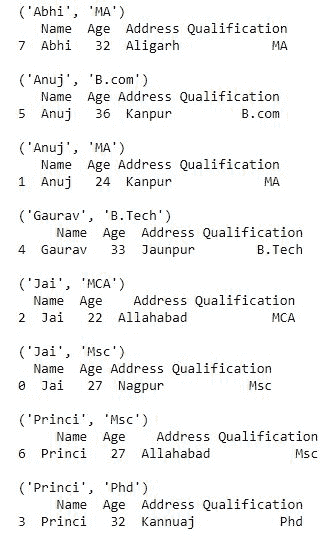 ('Abhi', 'MA')
Name Age Address Qualification
7 Abhi 32 Aligarh MA
('Anuj', 'B.com')
Name Age Address Qualification
5 Anuj 36 Kanpur B.com
('Anuj', 'MA')
Name Age Address Qualification
1 Anuj 24 Kanpur MA
('Gaurav', 'B.Tech')
Name Age Address Qualification
4 Gaurav 33 Jaunpur B.Tech
('Jai', 'MCA')
Name Age Address Qualification
2 Jai 22 Allahabad MCA
('Jai', 'Msc')
Name Age Address Qualification
0 Jai 27 Nagpur Msc
('Princi', 'Msc')
Name Age Address Qualification
6 Princi 27 Allahabad Msc
('Princi', 'Phd')
Name Age Address Qualification
3 Princi 32 Kannuaj Phd